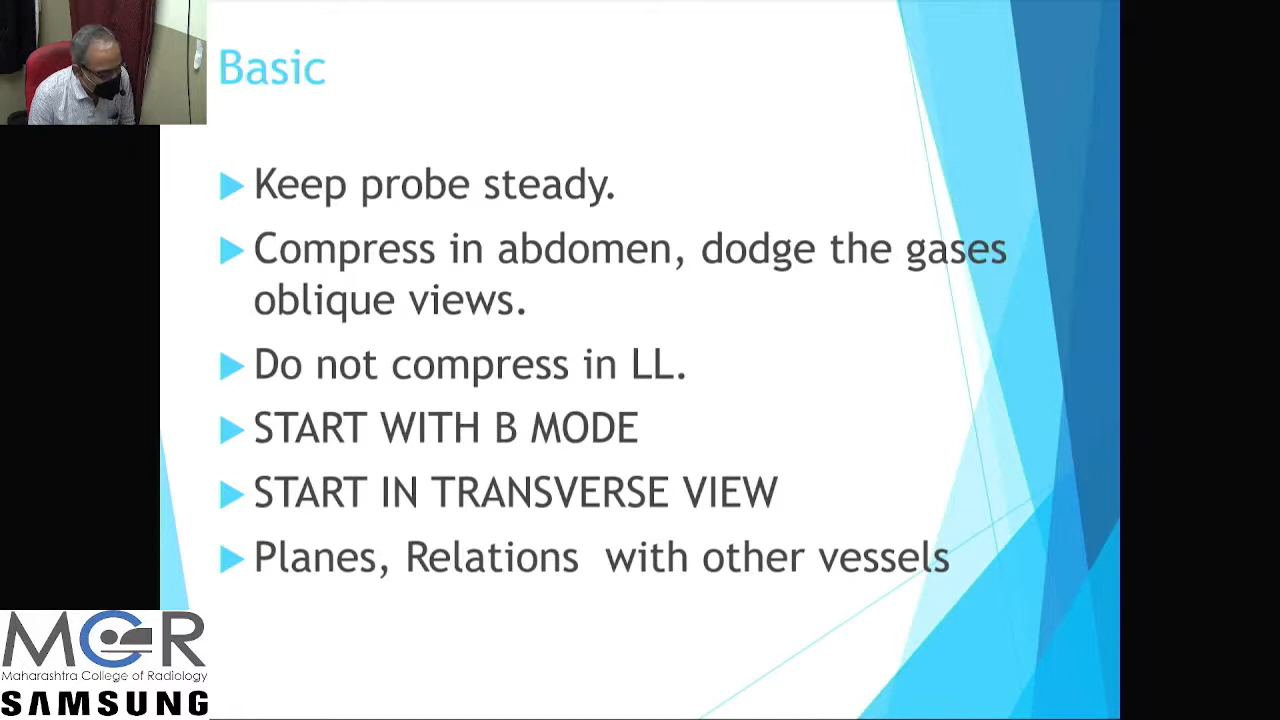 Basic
Keep probe steady.
Compress in abdomen, dodge the gases
oblique views.
Do not compress in LL.
START WITH B MODE
START IN TRANSVERSE VIEW
Planes, Relations with other vessels
MCR
Maharashtra College of Radiology
SAMSUNG